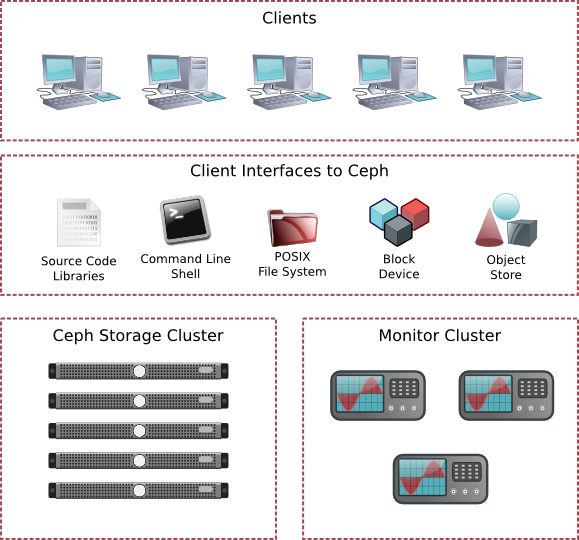 Clients
Client Interfaces to Ceph
Source Code
Libraries
Command Line
Shell
POSIX
File System
Block
Device
Object
Store
Ceph Storage Cluster
Monitor Cluster